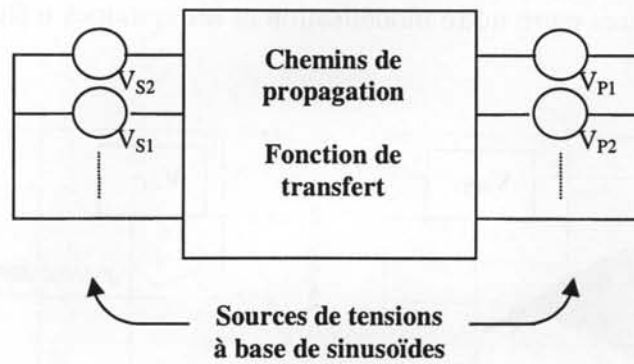 V_S2
V_S1
Chemins de
propagation
Fonction de
transfert
V_P1
V_P2
Sources de tensions
à base de sinusoïdes